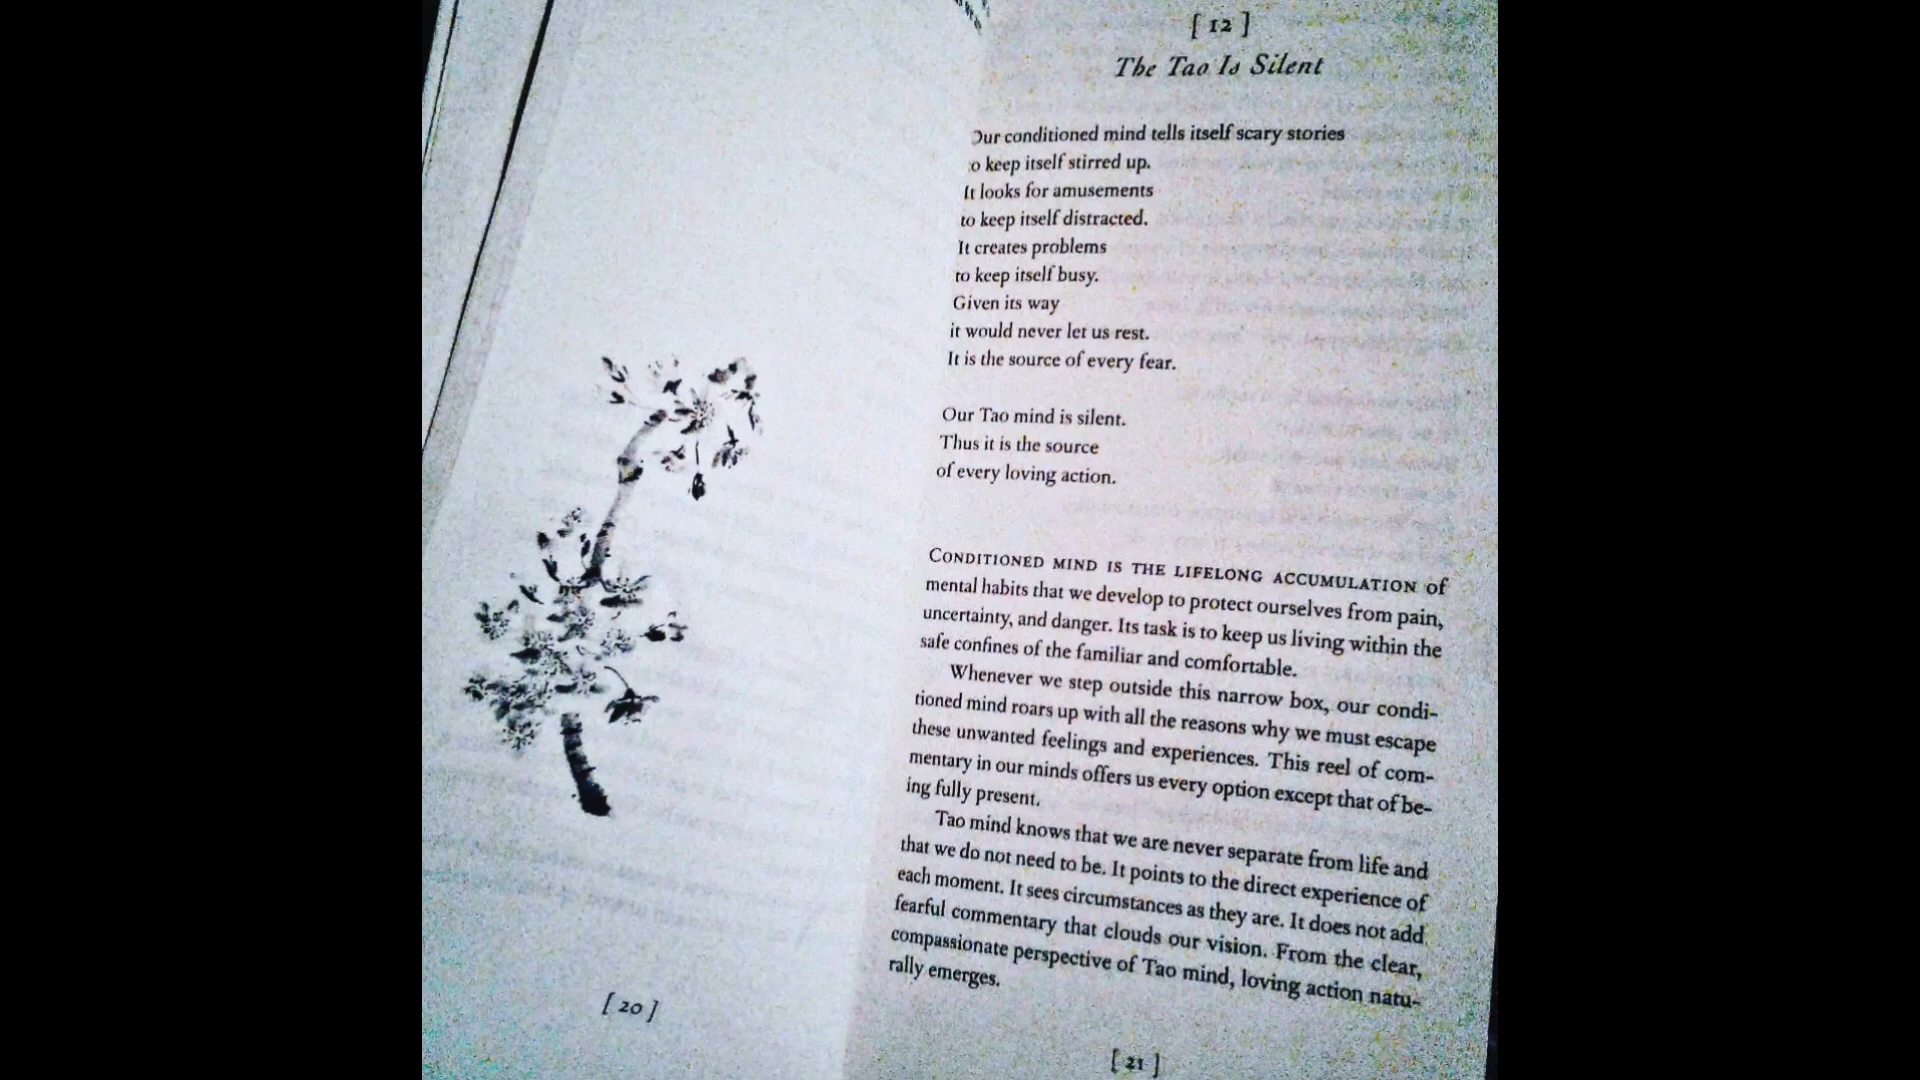 [ 20 ]
[ 12 ]
The Tao Is Silent
Our conditioned mind tells itself scary stories
to keep itself stirred up.
It looks for amusements
to keep itself distracted.
It creates problems
to keep itself busy.
Given its way
it would never let us rest.
It is the source of every fear.
Our Tao mind is silent.
Thus it is the source
of every loving action.
CONDITIONED MIND IS THE LIFELONG ACCUMULATION of
mental habits that we develop to protect ourselves from pain,
uncertainty, and danger. Its task is to keep us living within the
safe confines of the familiar and comfortable.
Whenever we step outside this narrow box, our condi-
tioned mind roars up with all the reasons why we must escape
these unwanted feelings and experiences. This reel of com-
mentary in our minds offers us every option except that of be-
ing fully present.
Tao mind knows that we are never separate from life and
that we do not need to be. It points to the direct experience of
each moment. It sees circumstances as they are. It does not add
fearful commentary that clouds our vision. From the clear,
compassionate perspective of Tao mind, loving action natu-
rally emerges.
[ 21 ]